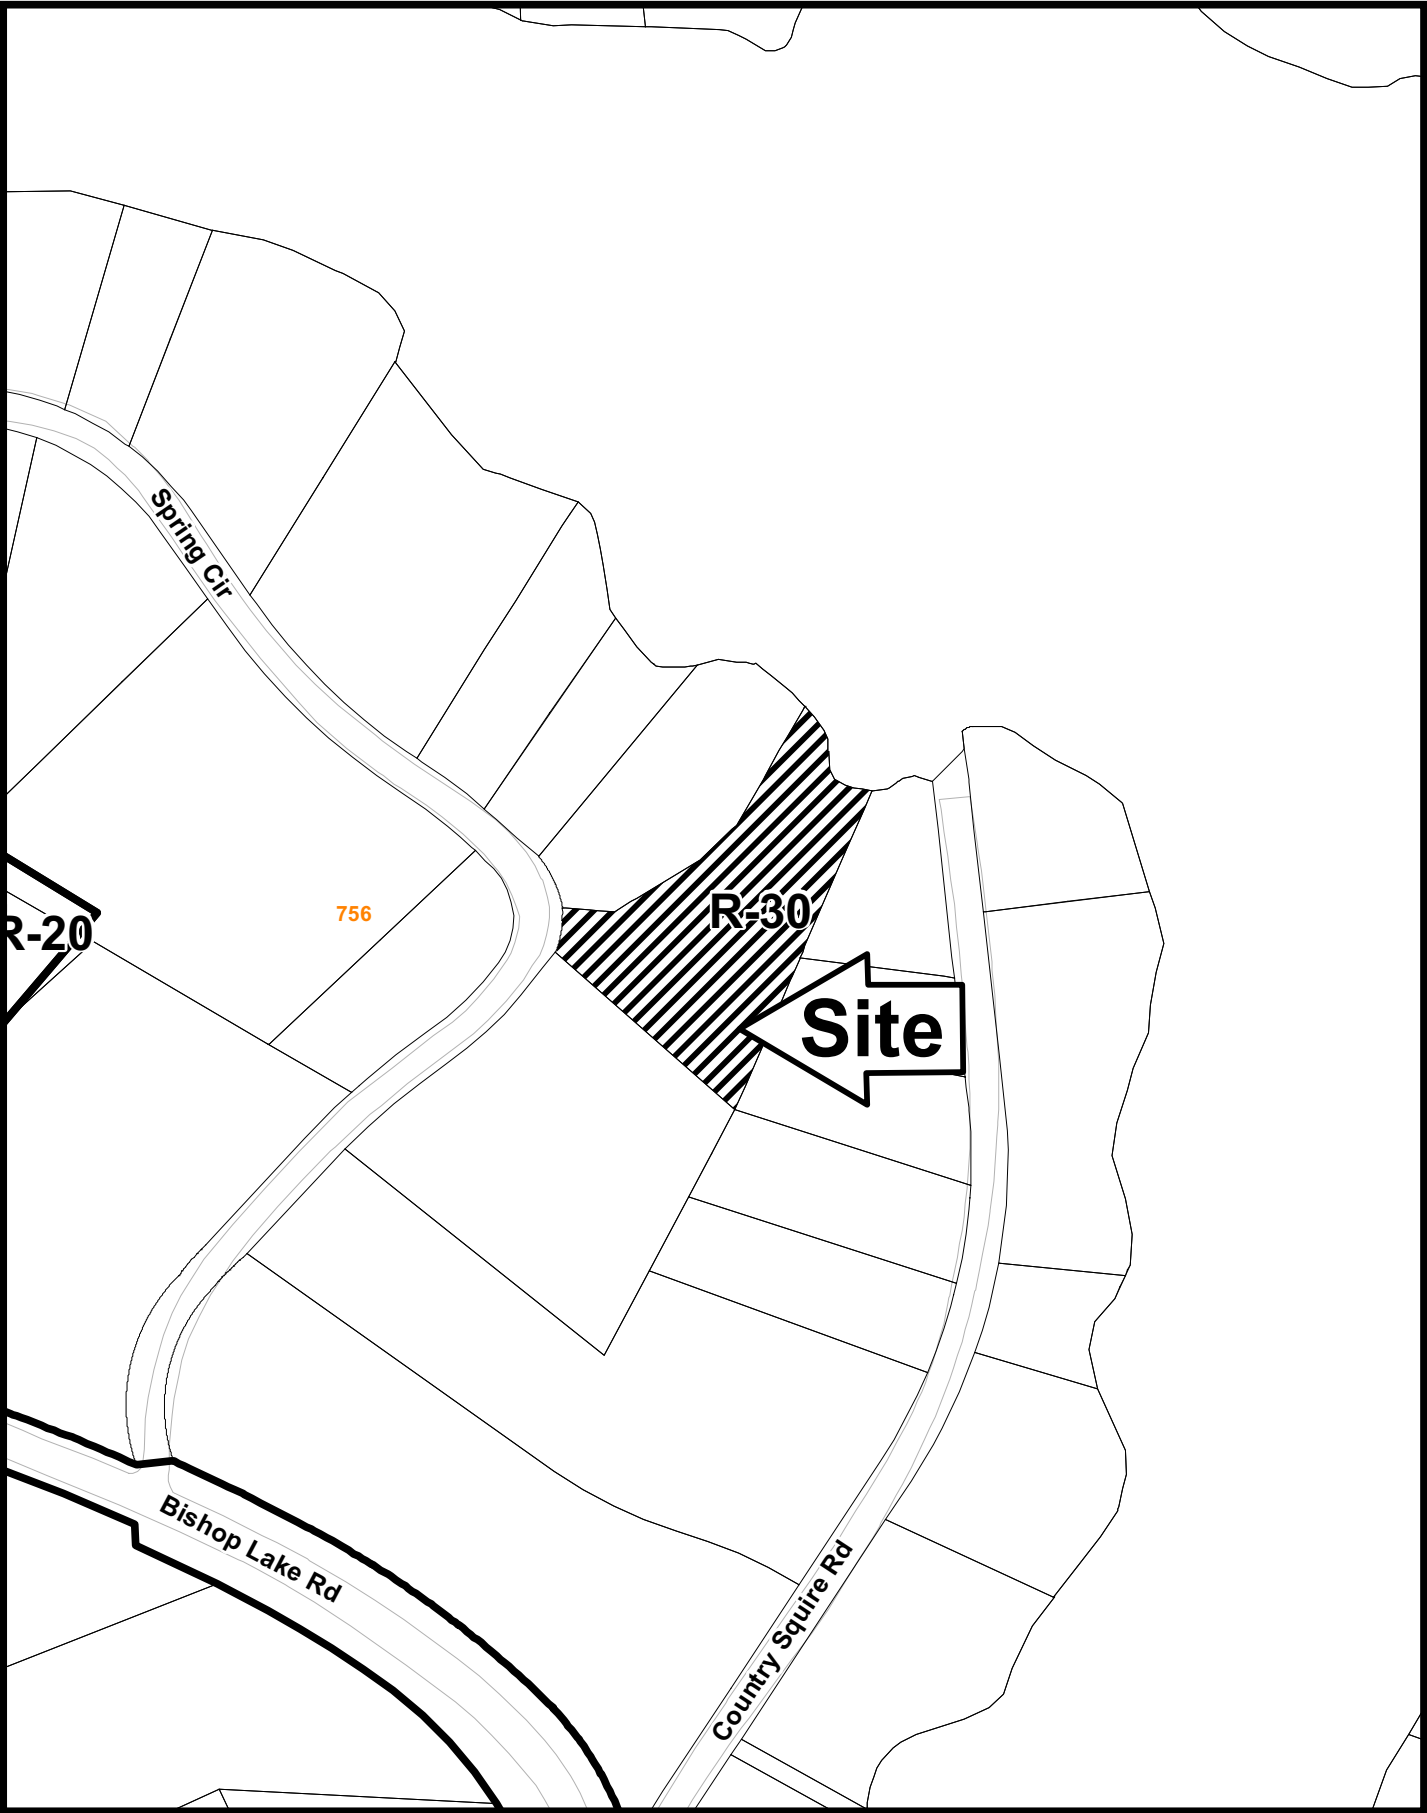 Spring Cir
756
R-30
R-20
Site
Bishop Lake Rd
Country Squire Rd